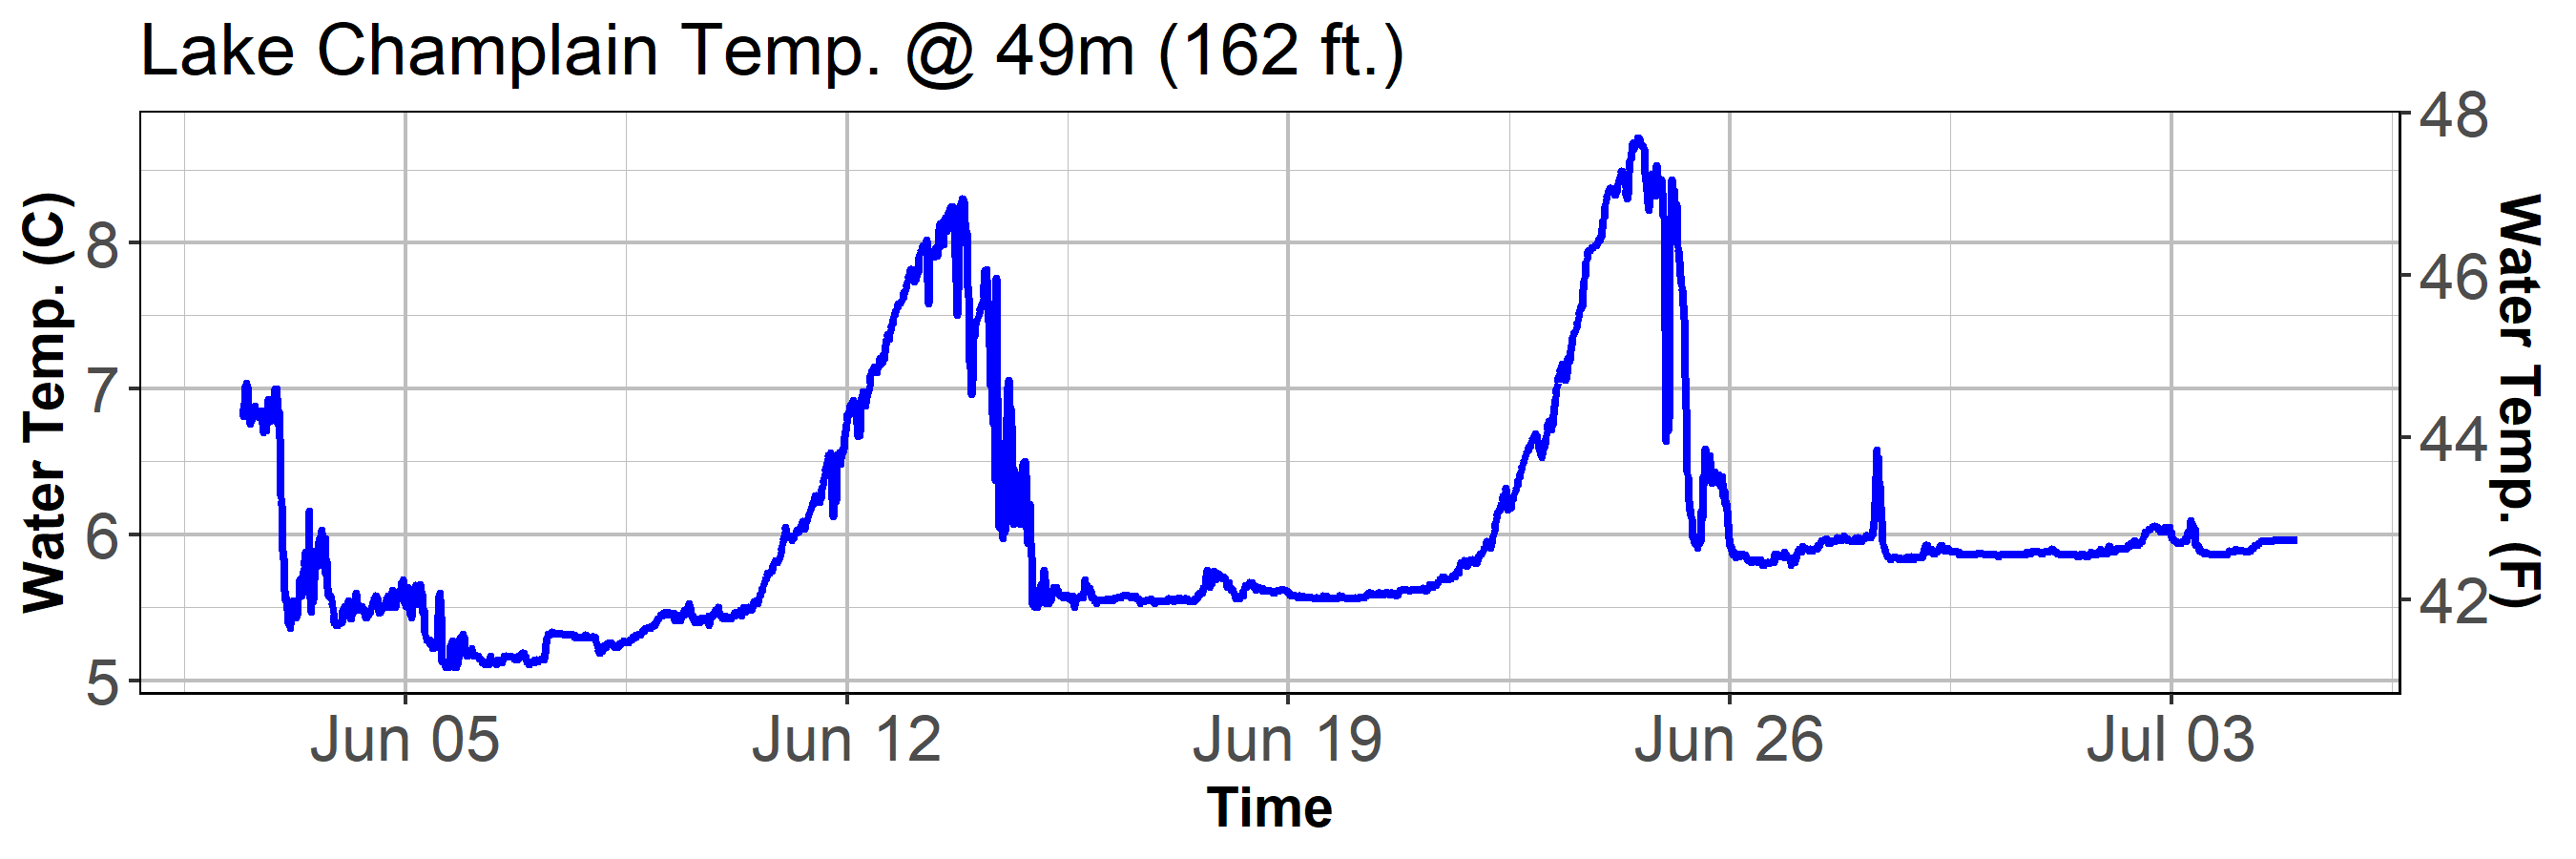 Lake Champlain Temp. @ 49m (162 ft.)
Water Temp. (C)
8
7
6
5
48
46
44
42
Water Temp. (F)
Jun 05
Jun 12
Jun 19
Jun 26
Jul 03
Time